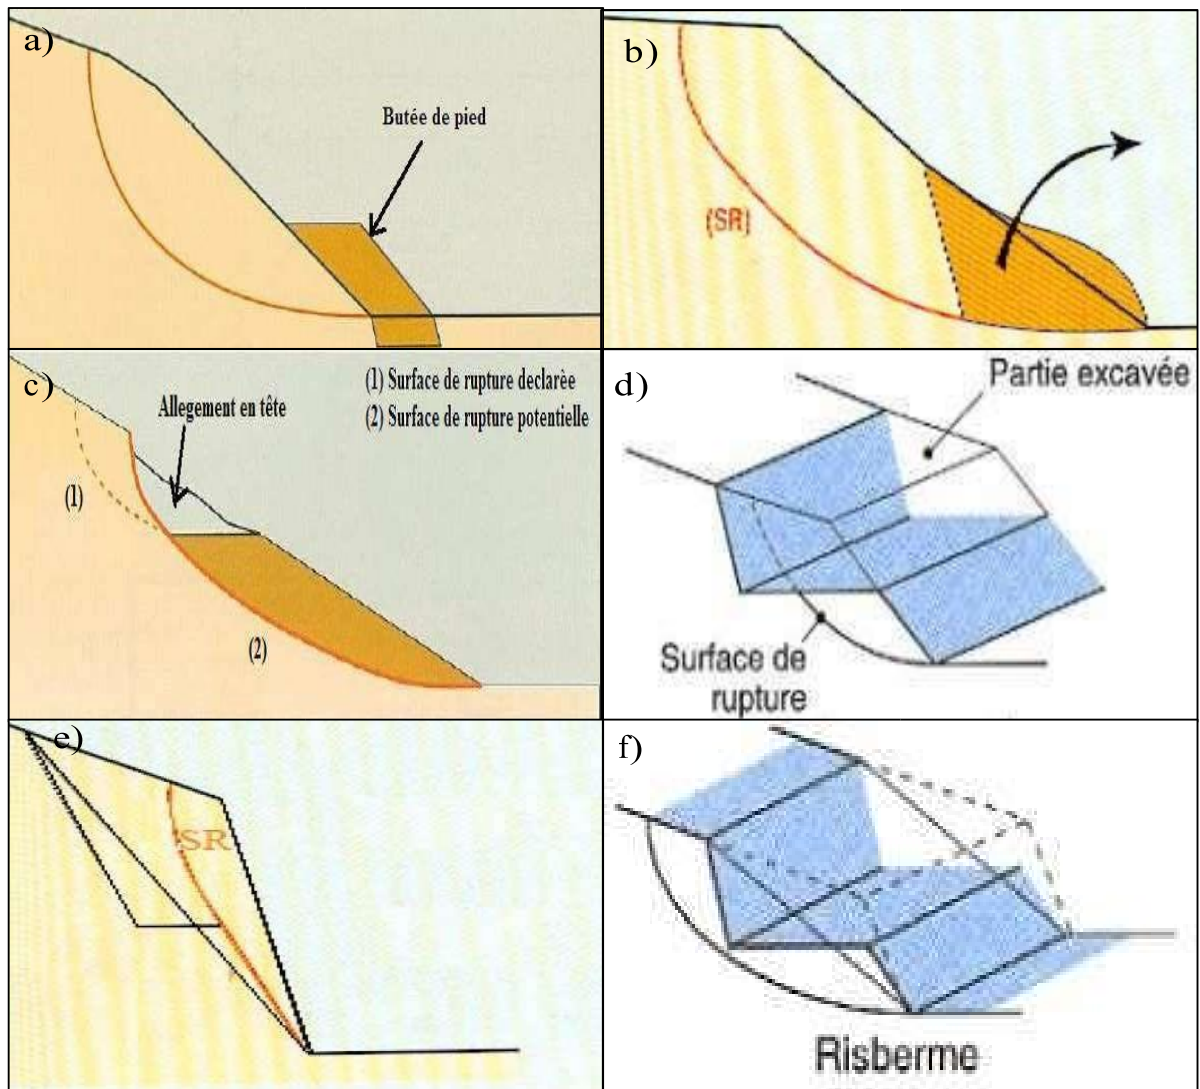 a)
Butée de pied
b)
(SR)
c)
(1) Surface de rupture declarèe
(2) Surface de rupture potentielle
Allegement en tête
(1)
(2)
d)
Partie excavée
Surface de
rupture
e)
SR
f)
Risberme